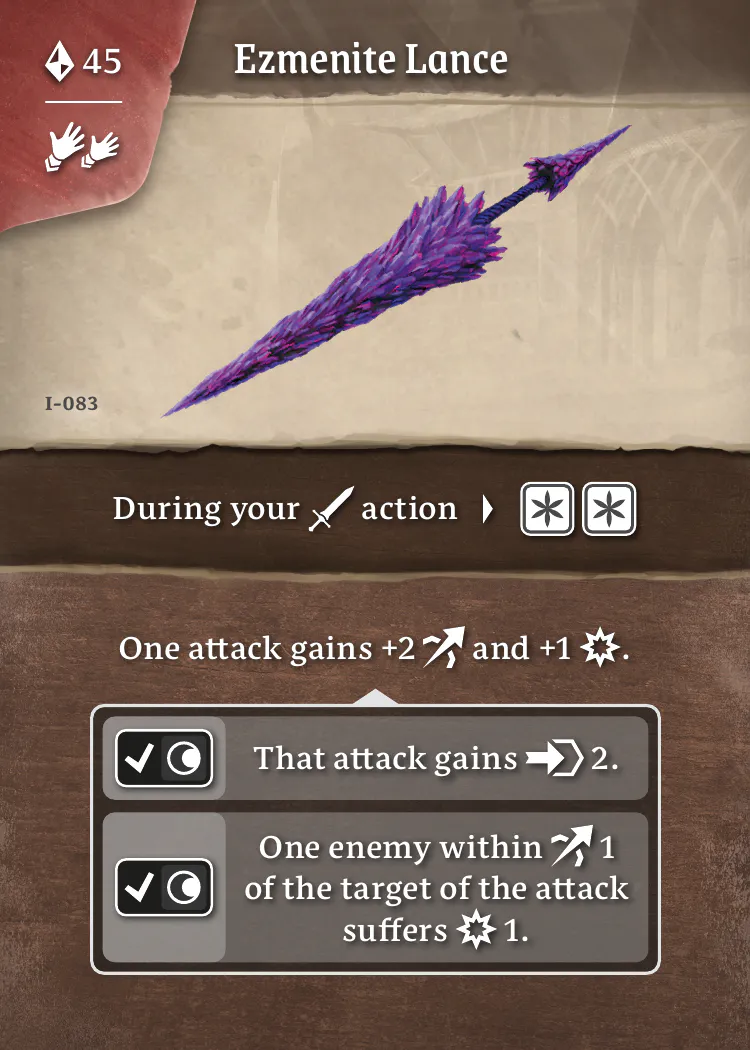 45
Ezmenite Lance
I-083
During your action
One attack gains +2 and +1 .
That attack gains 2.
One enemy within 1
of the target of the attack
suffers 1.